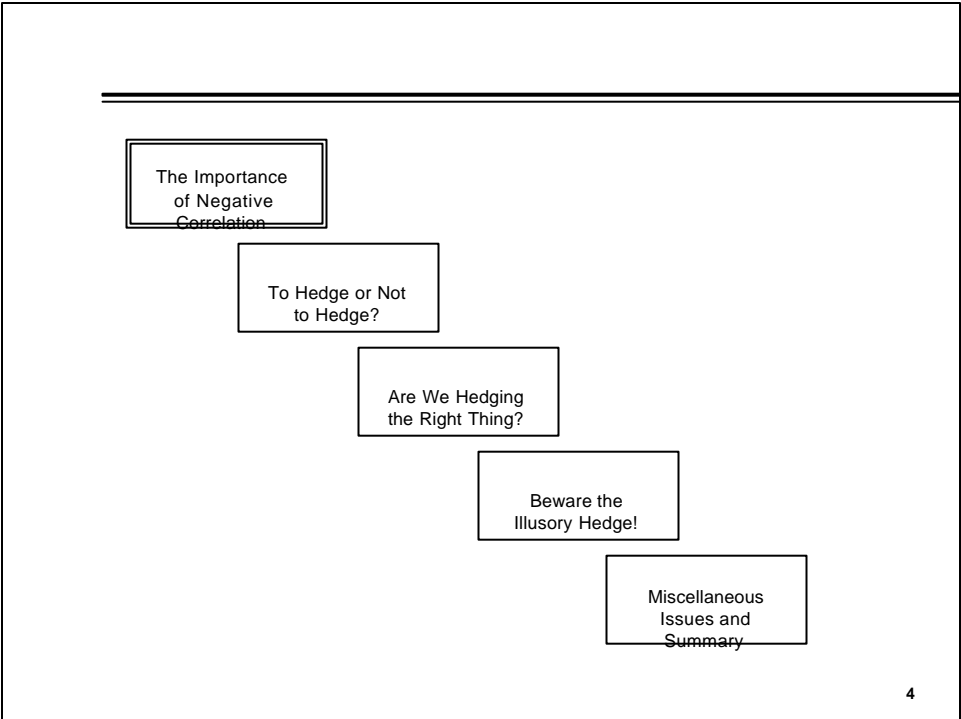 The Importance
of Negative
Correlation
To Hedge or Not
to Hedge?
Are We Hedging
the Right Thing?
Beware the
Illusory Hedge!
Miscellaneous
Issues and
Summary
4